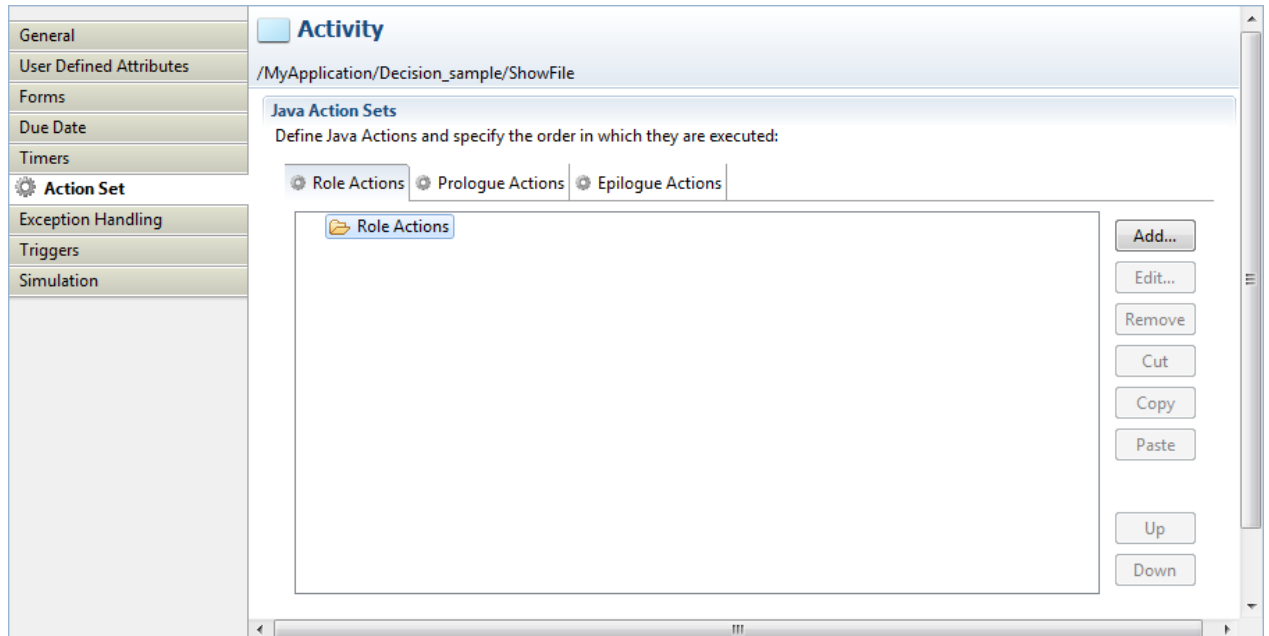 General
User Defined Attributes
Forms
Due Date
Timers
Action Set
Exception Handling
Triggers
Simulation
Activity
/MyApplication/Decision_sample/ShowFile
Java Action Sets
Define Java Actions and specify the order in which they are executed:
Role Actions Prologue Actions Epilogue Actions
Role Actions
Add...
Edit...
Remove
Cut
Copy
Paste
Up
Down